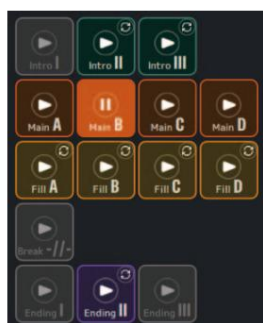 Intro I Intro II Intro III
Main A Main B Main C Main D
Fill A Fill B Fill C Fill D
Break -//-
Ending I Ending II Ending III